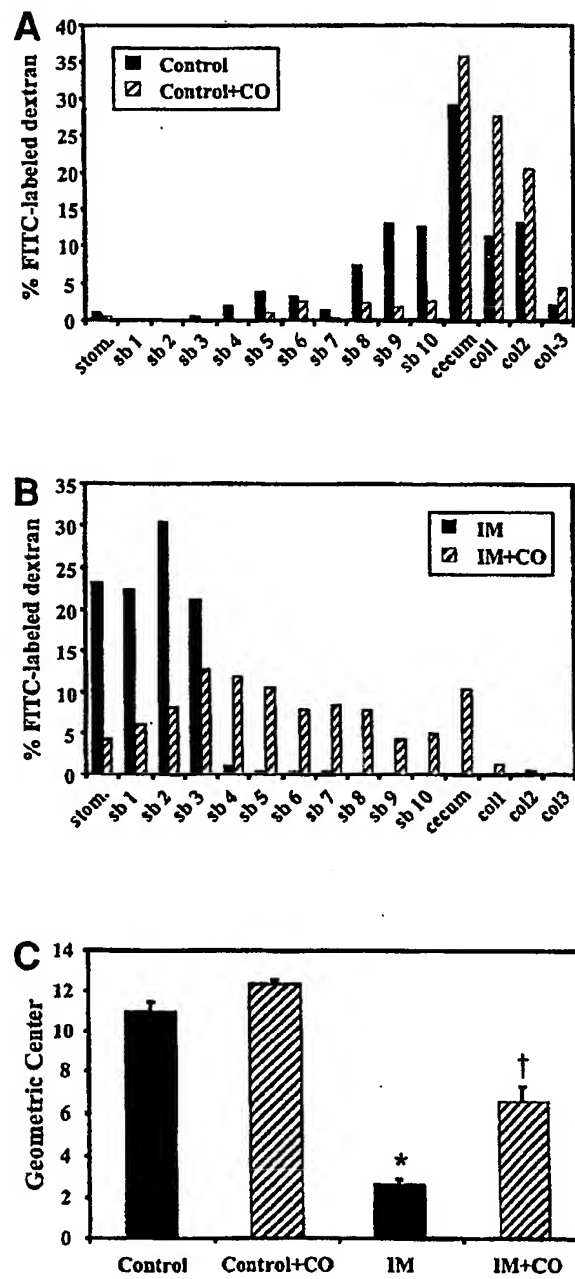 A
40
35
30
25
20
15
10
5
0
% FITC-labeled dextran
Control
Control+CO
stom. sb 1 sb 2 sb 3 sb 4 sb 5 sb 6 sb 7 sb 8 sb 9 sb 10 cecum col1 col2 col-3
B
35
30
25
20
15
10
5
0
% FITC-labeled dextran
IM
IM+CO
stom. sb 1 sb 2 sb 3 sb 4 sb 5 sb 6 sb 7 sb 8 sb 9 sb 10 cecum col1 col2 col3
C
14
12
10
8
6
4
2
0
Geometric Center
*
†
Control Control+CO IM IM+CO